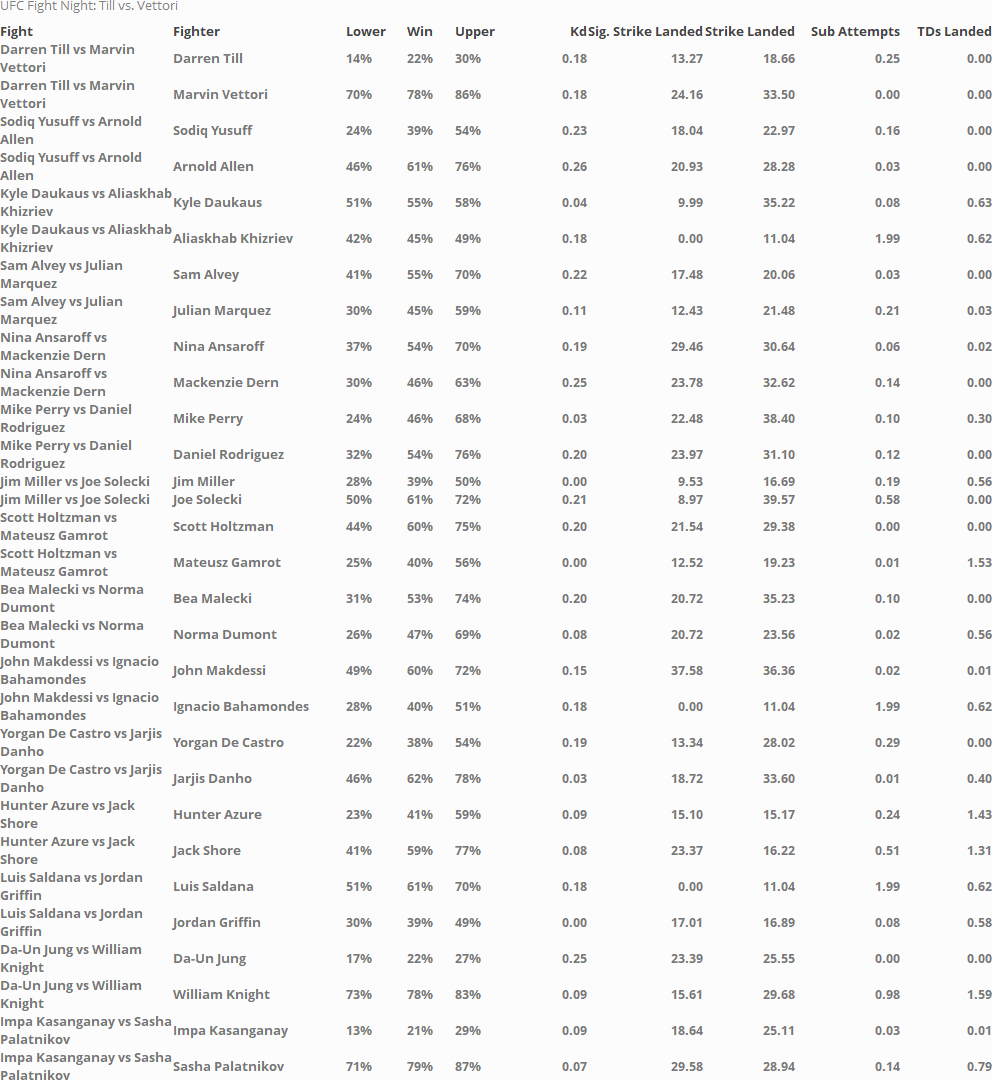 UFC Fight Night: Till vs. Vettori
Fight Fighter Lower Win Upper Kd Sig. Strike Landed Strike Landed Sub Attempts TDs Landed
Darren Till vs Marvin
Vettori
Darren Till 14% 22% 30% 0.18 13.27 18.66 0.25 0.00
Darren Till vs Marvin
Vettori
Marvin Vettori 70% 78% 86% 0.18 24.16 33.50 0.00 0.00
Sodiq Yusuff vs Arnold
Allen
Sodiq Yusuff 24% 39% 54% 0.23 18.04 22.97 0.16 0.00
Sodiq Yusuff vs Arnold
Allen
Arnold Allen 46% 61% 76% 0.26 20.93 28.28 0.03 0.00
Kyle Daukaus vs Aliaskhab
Khizriev
Kyle Daukaus 51% 55% 58% 0.04 9.99 35.22 0.08 0.63
Kyle Daukaus vs Aliaskhab
Khizriev
Aliaskhab Khizriev 42% 45% 49% 0.18 0.00 11.04 1.99 0.62
Sam Alvey vs Julian
Marquez
Sam Alvey 41% 55% 70% 0.22 17.48 20.06 0.03 0.00
Sam Alvey vs Julian
Marquez
Julian Marquez 30% 45% 59% 0.11 12.43 21.48 0.21 0.03
Nina Ansaroff vs
Mackenzie Dern
Nina Ansaroff 37% 54% 70% 0.19 29.46 30.64 0.06 0.02
Nina Ansaroff vs
Mackenzie Dern
Mackenzie Dern 30% 46% 63% 0.25 23.78 32.62 0.14 0.00
Mike Perry vs Daniel
Rodriguez
Mike Perry 24% 46% 68% 0.03 22.48 38.40 0.10 0.30
Mike Perry vs Daniel
Rodriguez
Daniel Rodriguez 32% 54% 76% 0.20 23.97 31.10 0.12 0.00
Jim Miller vs Joe Solecki Jim Miller 28% 39% 50% 0.00 9.53 16.69 0.19 0.56
Jim Miller vs Joe Solecki Joe Solecki 50% 61% 72% 0.21 8.97 39.57 0.58 0.00
Scott Holtzman vs
Mateusz Gamrot
Scott Holtzman 44% 60% 75% 0.20 21.54 29.38 0.00 0.00
Scott Holtzman vs
Mateusz Gamrot
Mateusz Gamrot 25% 40% 56% 0.00 12.52 19.23 0.01 1.53
Bea Malecki vs Norma
Dumont
Bea Malecki 31% 53% 74% 0.20 20.72 35.23 0.10 0.00
Bea Malecki vs Norma
Dumont
Norma Dumont 26% 47% 69% 0.08 20.72 23.56 0.02 0.56
John Makdessi vs Ignacio
Bahamondes
John Makdessi 49% 60% 72% 0.15 37.58 36.36 0.02 0.01
John Makdessi vs Ignacio
Bahamondes
Ignacio Bahamondes 28% 40% 51% 0.18 0.00 11.04 1.99 0.62
Yorgan De Castro vs Jarjis
Danho
Yorgan De Castro 22% 38% 54% 0.19 13.34 28.02 0.29 0.00
Yorgan De Castro vs Jarjis
Danho
Jarjis Danho 46% 62% 78% 0.03 18.72 33.60 0.01 0.40
Hunter Azure vs Jack
Shore
Hunter Azure 23% 41% 59% 0.09 15.10 15.17 0.24 1.43
Hunter Azure vs Jack
Shore
Jack Shore 41% 59% 77% 0.08 23.37 16.22 0.51 1.31
Luis Saldana vs Jordan
Griffin
Luis Saldana 51% 61% 70% 0.18 0.00 11.04 1.99 0.62
Luis Saldana vs Jordan
Griffin
Jordan Griffin 30% 39% 49% 0.00 17.01 16.89 0.08 0.58
Da-Un Jung vs William
Knight
Da-Un Jung 17% 22% 27% 0.25 23.39 25.55 0.00 0.00
Da-Un Jung vs William
Knight
William Knight 73% 78% 83% 0.09 15.61 29.68 0.98 1.59
Impa Kasanganay vs Sasha
Palatnikov
Impa Kasanganay 13% 21% 29% 0.09 18.64 25.11 0.03 0.01
Impa Kasanganay vs Sasha
Palatnikov
Sasha Palatnikov 71% 79% 87% 0.07 29.58 28.94 0.14 0.79